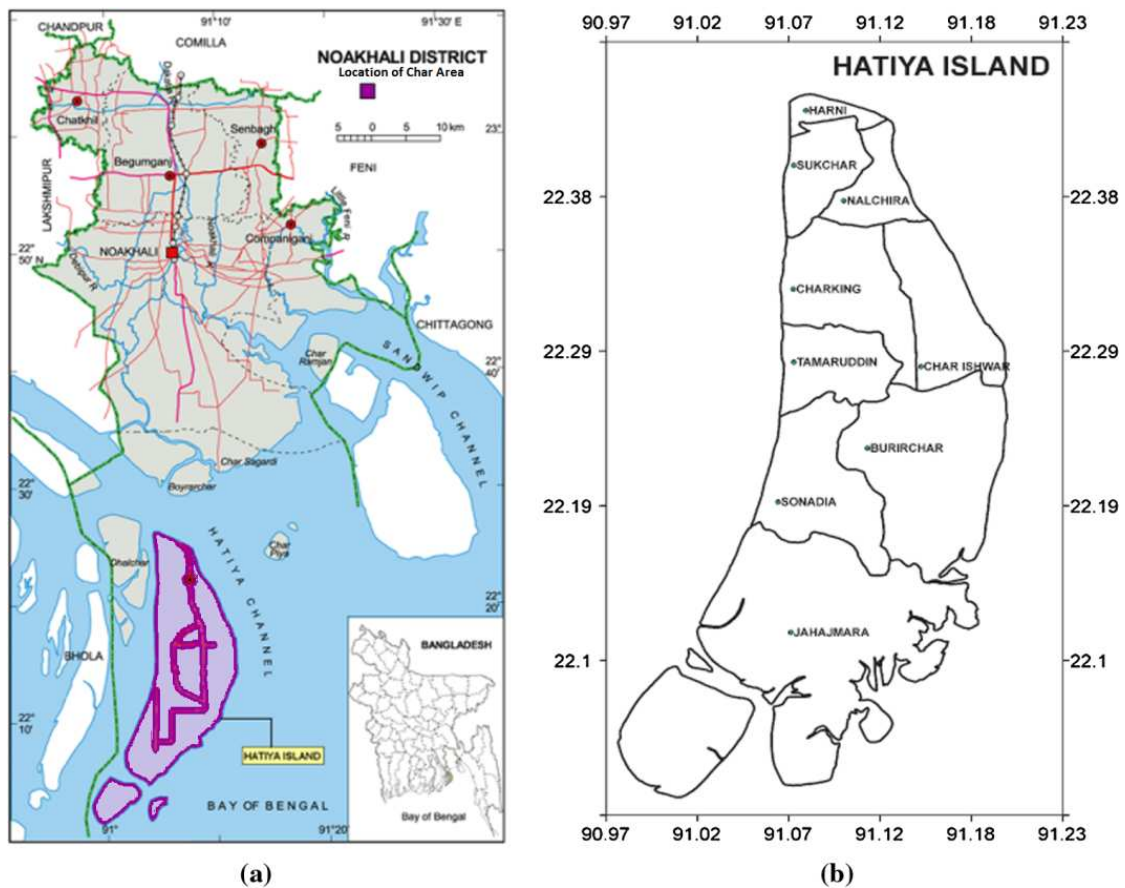 91°10'
91°30' E
CHANDPUR
COMILLA
NOAKHALI DISTRICT
Location of Char Area
5 0 10 km
Dakatia R
Chatkhil
Senbagh
23°
Begumganj
FENI
LAKSHMIPUR
Little Feni R
Companiganj
Noakhali K
NOAKHALI
22°
50' N
CHITTAGONG
Char
Ramjan
SANDWIP CHANNEL
22°
40'
Char Sagardi
Boyrarchar
22°
30'
HATIYA CHANNEL
Char
Piya
Dhalchar
22°
20'
BHOLA
BANGLADESH
22°
10'
HATIYA ISLAND
BAY OF BENGAL
Bay of Bengal
91°
91°20'
(a)
90.97 91.02 91.07 91.12 91.18 91.23
HATIYA ISLAND
HARNI
SUKCHAR
22.38 22.38
NALCHIRA
CHARKING
22.29 22.29
TAMARUDDIN
CHAR ISHWAR
BURIRCHAR
22.19 22.19
SONADIA
JAHAJMARA
22.1 22.1
90.97 91.02 91.07 91.12 91.18 91.23
(b)